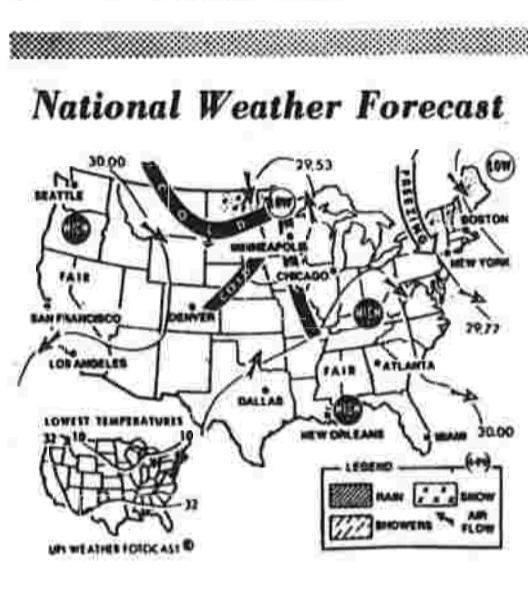 National Weather Forecast
30.00
29.53
LOW
SEATTLE
COLD
LOW
FREEZING
BOSTON
HIGH
MINNEAPOLIS
NEW YORK
FAIR
CHICAGO
SAN FRANCISCO
DENVER
HIGH
29.77
LOS ANGELES
FAIR
ATLANTA
DALLAS
HIGH
30.00
LOWEST TEMPERATURES
NEW ORLEANS
MIAMI
32
10
10
LEGEND
RAIN
SNOW
32
SHOWERS
AIR
FLOW
UPI WEATHER FOTOCAST ©